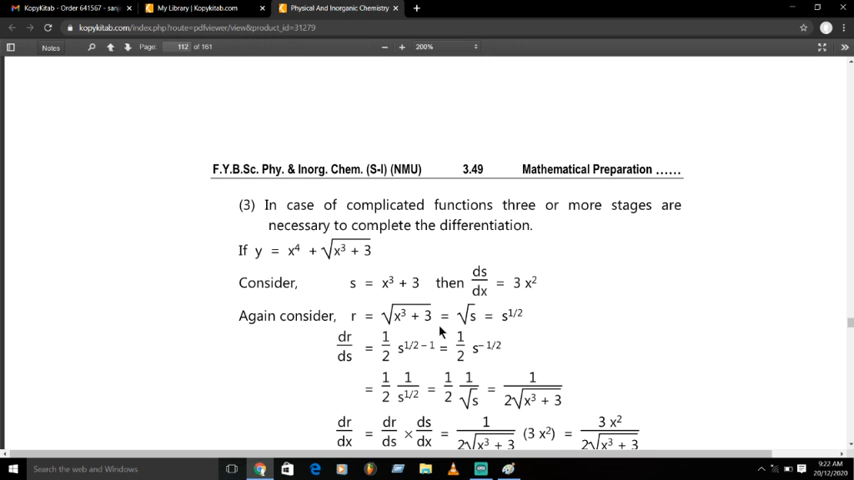 KopyKitab - Order 641567 - sanj
My Library | Kopykitab.com
Physical And Inorganic Chemistry
kopykitab.com/index.php?route=pdfviewer/view&product_id=31279
Notes
Page: 112 of 161
200%
F.Y.B.Sc. Phy. & Inorg. Chem. (S-I) (NMU) 3.49 Mathematical Preparation ......
(3) In case of complicated functions three or more stages are
necessary to complete the differentiation.
If y = x⁴ + √(x³ + 3)
Consider, s = x³ + 3 then ds/dx = 3 x²
Again consider, r = √(x³ + 3) = √s = s^1/2
dr/ds = 1/2 s^(1/2 – 1) = 1/2 s^(– 1/2)
= 1/2 1/s^1/2 = 1/2 1/√s = 1/(2√(x³ + 3))
dr/dx = dr/ds × ds/dx = 1/(2√(x³ + 3)) (3 x²) = 3 x²/(2√(x³ + 3))
Search the web and Windows
9:22 AM
20/12/2020